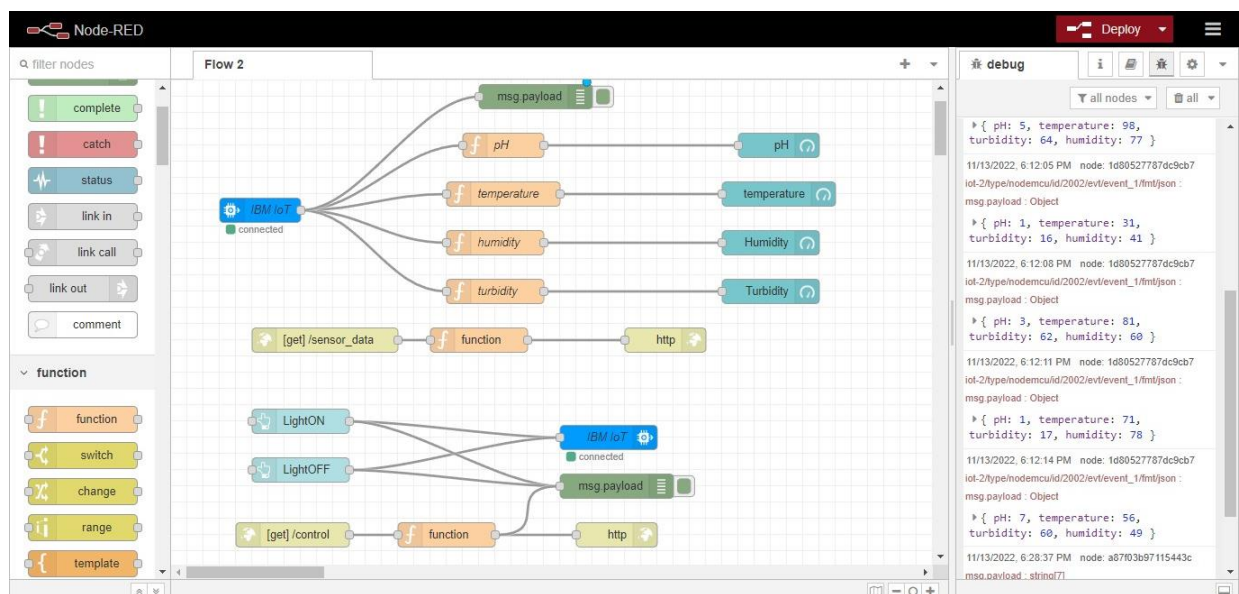 Node-RED
Deploy
filter nodes
complete
catch
status
link in
link call
link out
comment
function
function
switch
change
range
template
Flow 2
msg.payload
pH
pH
temperature
temperature
IBM IoT
connected
humidity
Humidity
turbidity
Turbidity
[get] /sensor_data
function
http
LightON
IBM IoT
connected
LightOFF
msg.payload
[get] /control
function
http
debug
all nodes
all
{ pH: 5, temperature: 98,
turbidity: 64, humidity: 77 }
11/13/2022, 6:12:05 PM node: 1d80527787dc9cb7
iot-2/type/nodemcu/id/2002/evt/event_1/fmt/json :
msg.payload : Object
{ pH: 1, temperature: 31,
turbidity: 16, humidity: 41 }
11/13/2022, 6:12:08 PM node: 1d80527787dc9cb7
iot-2/type/nodemcu/id/2002/evt/event_1/fmt/json :
msg.payload : Object
{ pH: 3, temperature: 81,
turbidity: 62, humidity: 60 }
11/13/2022, 6:12:11 PM node: 1d80527787dc9cb7
iot-2/type/nodemcu/id/2002/evt/event_1/fmt/json :
msg.payload : Object
{ pH: 1, temperature: 71,
turbidity: 17, humidity: 78 }
11/13/2022, 6:12:14 PM node: 1d80527787dc9cb7
iot-2/type/nodemcu/id/2002/evt/event_1/fmt/json :
msg.payload : Object
{ pH: 7, temperature: 56,
turbidity: 60, humidity: 49 }
11/13/2022, 6:28:37 PM node: a87f03b97115443c
msg.payload : string[7]